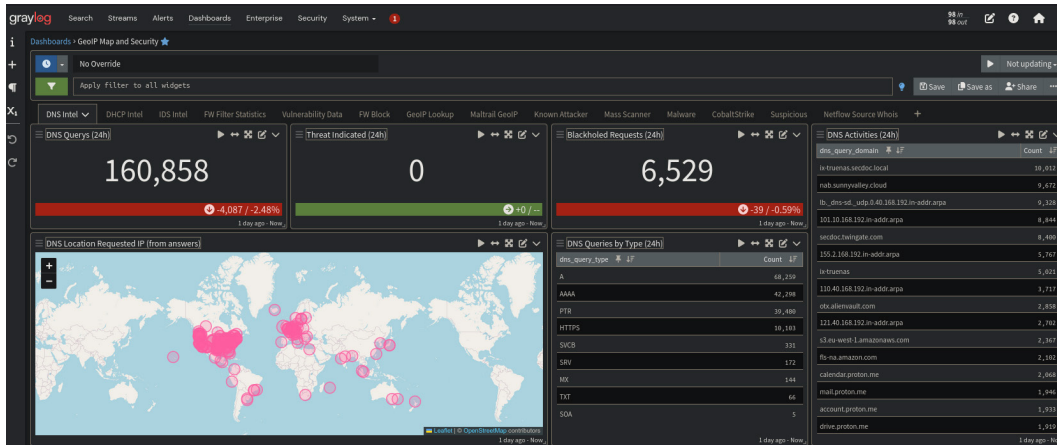 graylog Search Streams Alerts Dashboards Enterprise Security System 1 98 in
98 out
Dashboards > GeoIP Map and Security
No Override Not updating
Apply filter to all widgets Save Save as Share
DNS Intel DHCP Intel IDS Intel FW Filter Statistics Vulnerability Data FW Block GeoIP Lookup Maltrail GeoIP Known Attacker Mass Scanner Malware CobaltStrike Suspicious Netflow Source Whois +
DNS Querys (24h)
160,858
-4,087 / -2.48%
1 day ago - Now
Threat Indicated (24h)
0
+0 / --
1 day ago - Now
Blackholed Requests (24h)
6,529
-39 / -0.59%
1 day ago - Now
DNS Activities (24h)
dns_query_domain Count
ix-truenas.secdoc.local 10,012
nab.sunnyvalley.cloud 9,672
lb._dns-sd._udp.0.40.168.192.in-addr.arpa 9,328
101.10.168.192.in-addr.arpa 8,844
secdoc.twingate.com 8,400
155.2.168.192.in-addr.arpa 5,767
ix-truenas 5,021
110.40.168.192.in-addr.arpa 3,717
otx.alienvault.com 2,858
121.40.168.192.in-addr.arpa 2,702
s3.eu-west-1.amazonaws.com 2,367
fls-na.amazon.com 2,102
calendar.proton.me 2,068
mail.proton.me 1,946
account.proton.me 1,933
drive.proton.me 1,919
1 day ago - No
DNS Location Requested IP (from answers)
+
−
Leaflet | © OpenStreetMap contributors
1 day ago - Now
DNS Queries by Type (24h)
dns_query_type Count
A 68,259
AAAA 42,298
PTR 39,480
HTTPS 10,103
SVCB 331
SRV 172
MX 144
TXT 66
SOA 5
1 day ago - Now